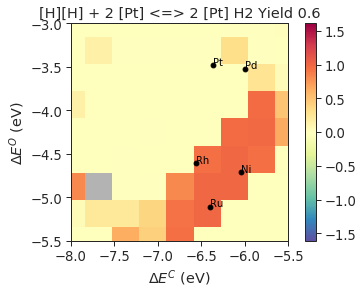 [H][H] + 2 [Pt] <=> 2 [Pt] H2 Yield 0.6
−3.0
−3.5
−4.0
−4.5
−5.0
−5.5
ΔE^O (eV)
Pt
Pd
Rh
Ni
Ru
−8.0 −7.5 −7.0 −6.5 −6.0 −5.5
ΔE^C (eV)
1.5
1.0
0.5
0.0
−0.5
−1.0
−1.5